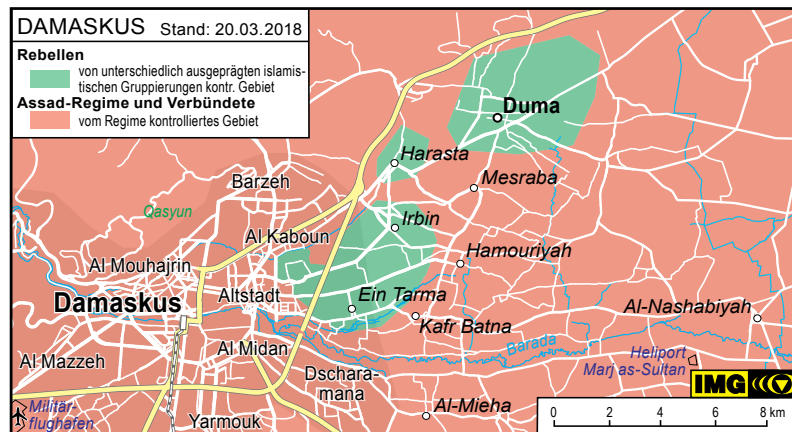 DAMASKUS Stand: 20.03.2018
Rebellen
von unterschiedlich ausgeprägten islamis-
tischen Gruppierungen kontr. Gebiet
Assad-Regime und Verbündete
vom Regime kontrolliertes Gebiet
Duma
Harasta
Mesraba
Barzeh
Qasyun
Irbin
Al Kaboun
Hamouriyah
Al Mouhajrin
Damaskus
Altstadt
Ein Tarma
Kafr Batna
Al-Nashabiyah
Barada
Al Midan
Al Mazzeh
Heliport
Marj as-Sultan
Dschara-
mana
IMG
Militär-
flughafen
Yarmouk
Al-Mieha
0 2 4 6 8 km